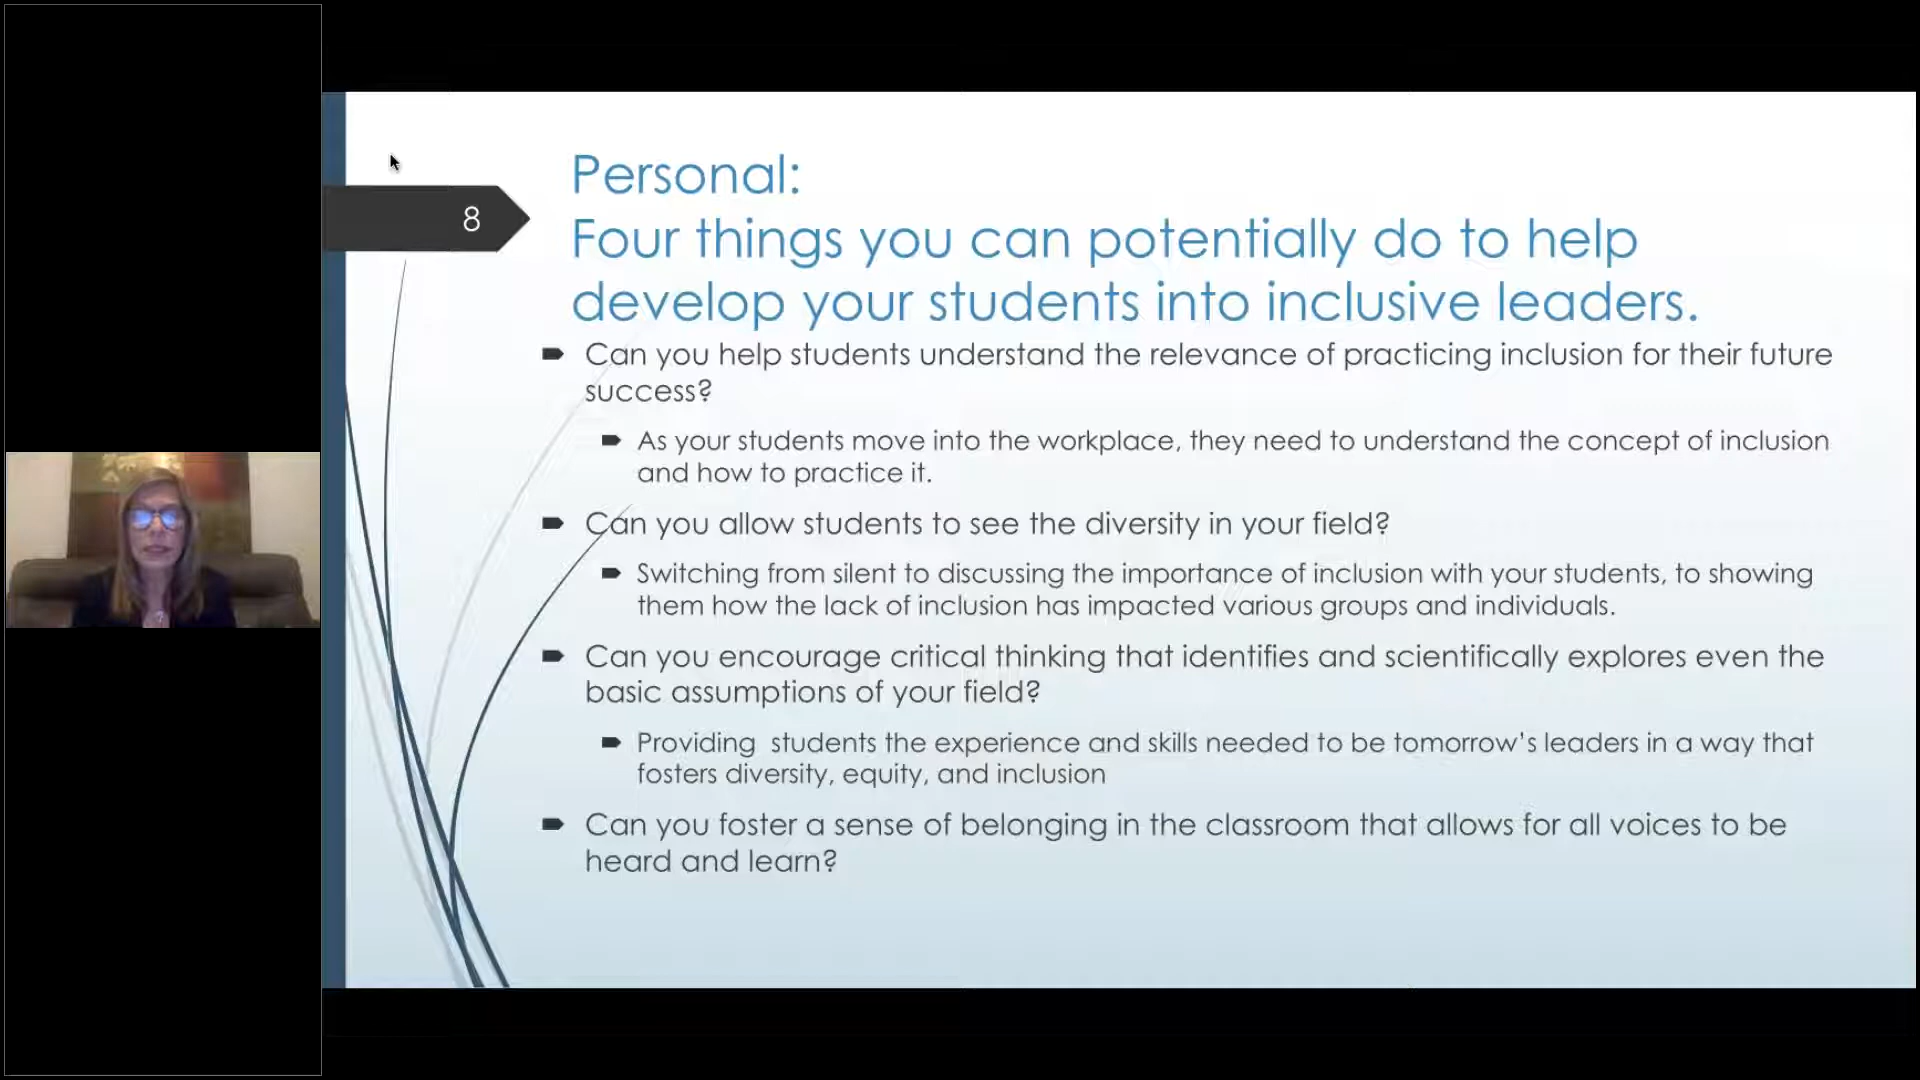 8
Personal:
Four things you can potentially do to help
develop your students into inclusive leaders.
Can you help students understand the relevance of practicing inclusion for their future
success?
As your students move into the workplace, they need to understand the concept of inclusion
and how to practice it.
Can you allow students to see the diversity in your field?
Switching from silent to discussing the importance of inclusion with your students, to showing
them how the lack of inclusion has impacted various groups and individuals.
Can you encourage critical thinking that identifies and scientifically explores even the
basic assumptions of your field?
Providing  students the experience and skills needed to be tomorrow’s leaders in a way that
fosters diversity, equity, and inclusion
Can you foster a sense of belonging in the classroom that allows for all voices to be
heard and learn?